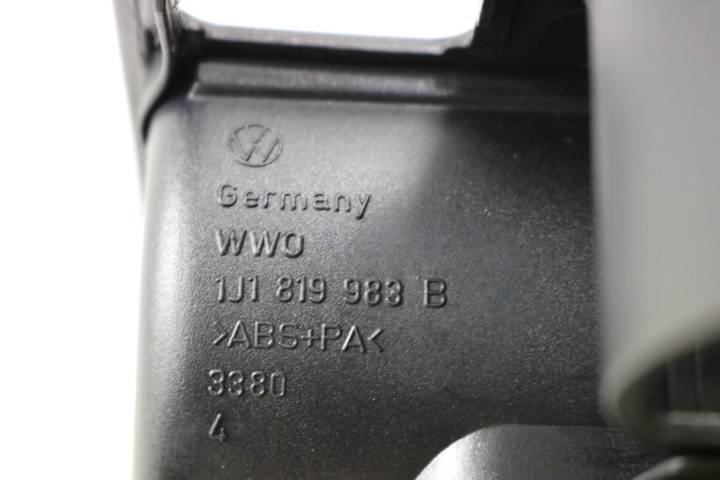 Germany
WWO
1J1 819 983 B
>ABS+PA<
3380
4